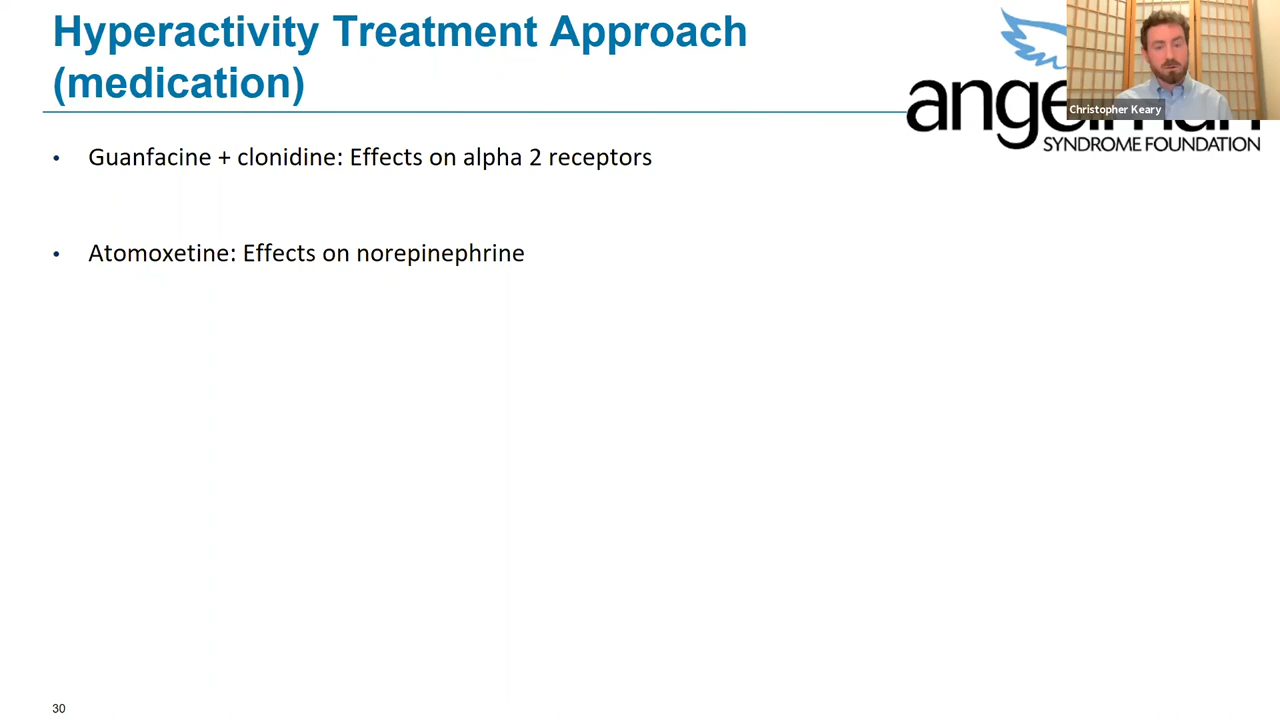 Hyperactivity Treatment Approach
(medication)
Christopher Keary
SYNDROME FOUNDATION
• Guanfacine + clonidine: Effects on alpha 2 receptors
• Atomoxetine: Effects on norepinephrine
30